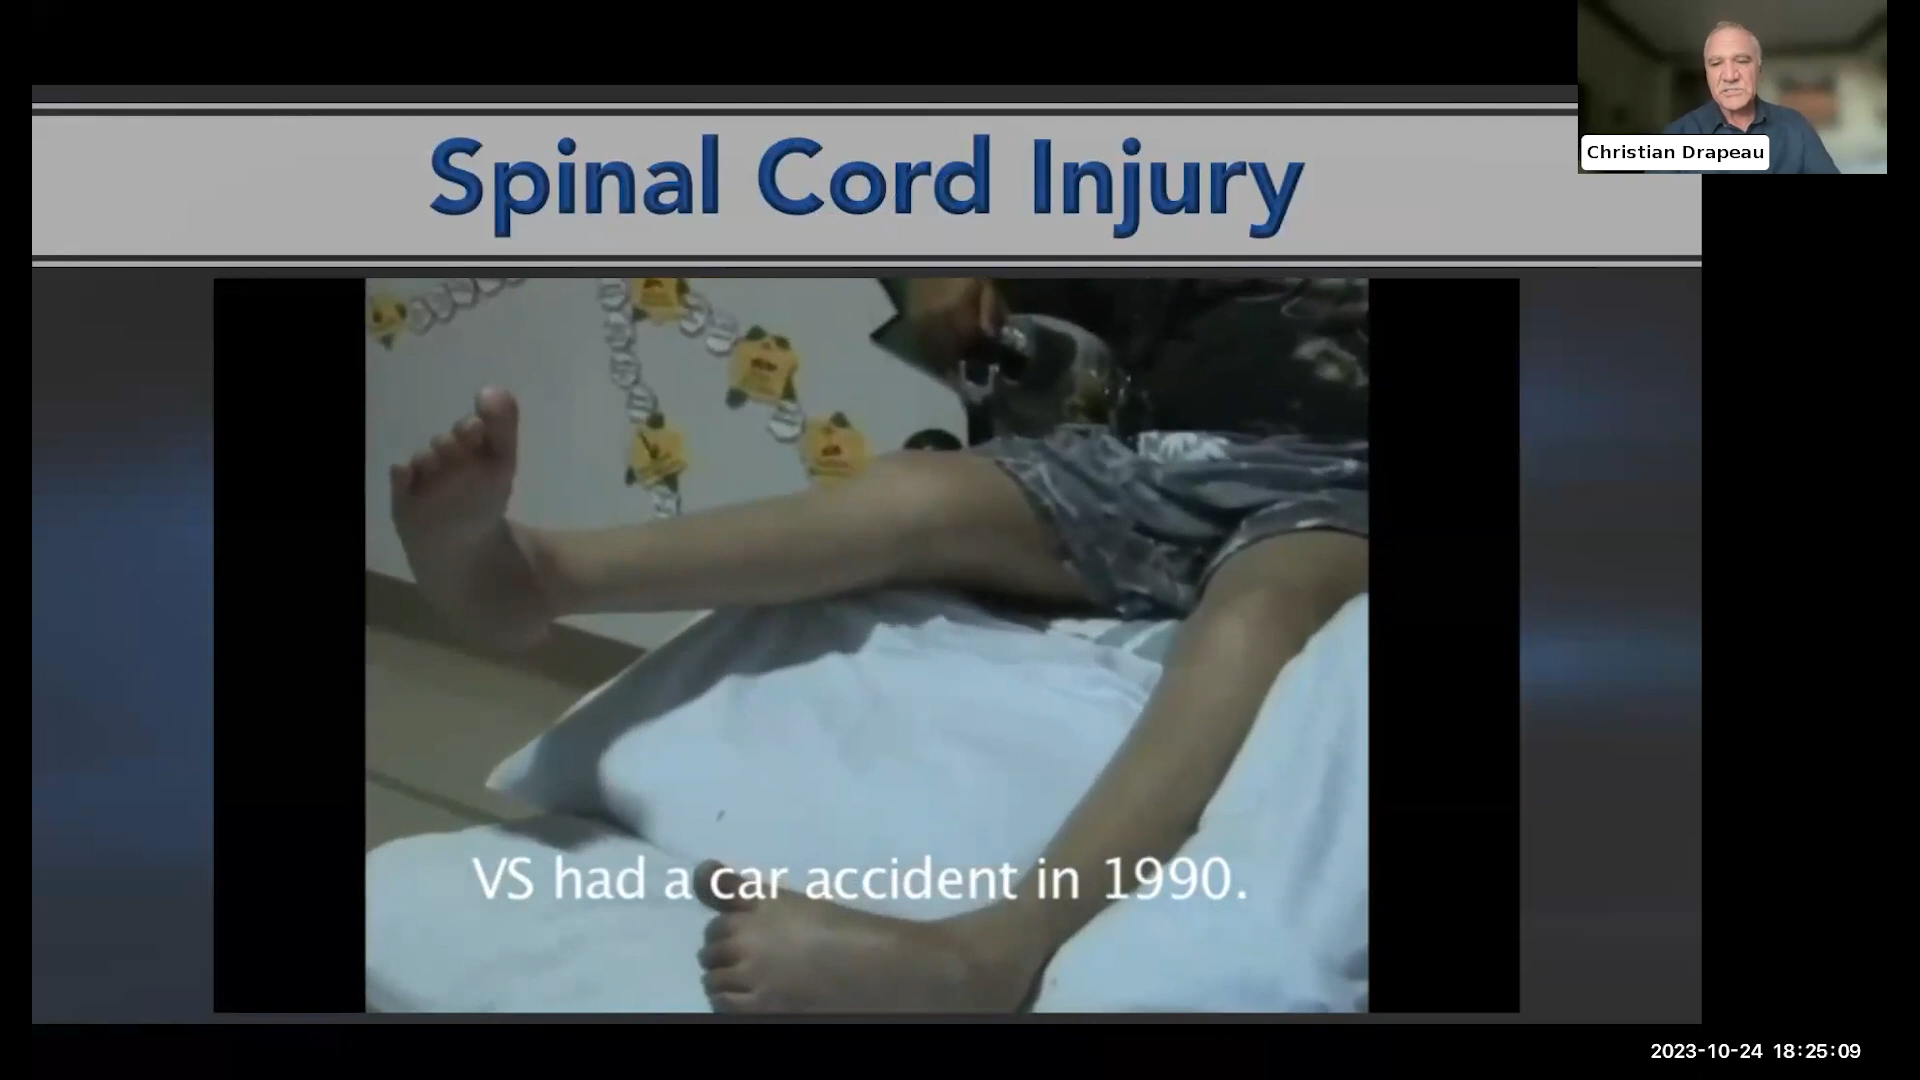 Spinal Cord Injury
Christian Drapeau
VS had a car accident in 1990.
2023-10-24 18:25:09